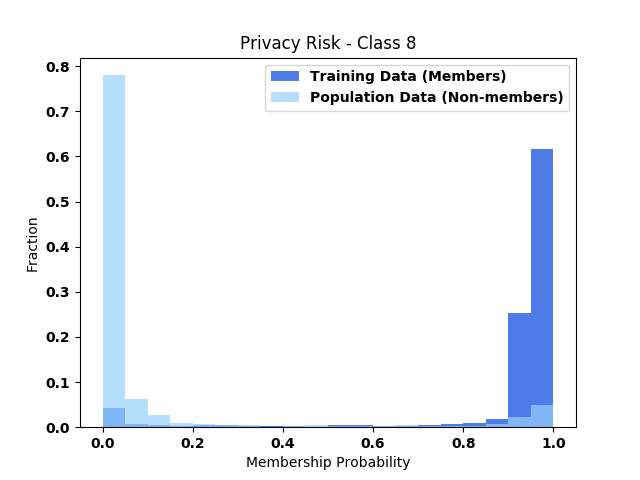 Privacy Risk - Class 8
Training Data (Members)
Population Data (Non-members)
Fraction
0.8
0.7
0.6
0.5
0.4
0.3
0.2
0.1
0.0
0.0 0.2 0.4 0.6 0.8 1.0
Membership Probability